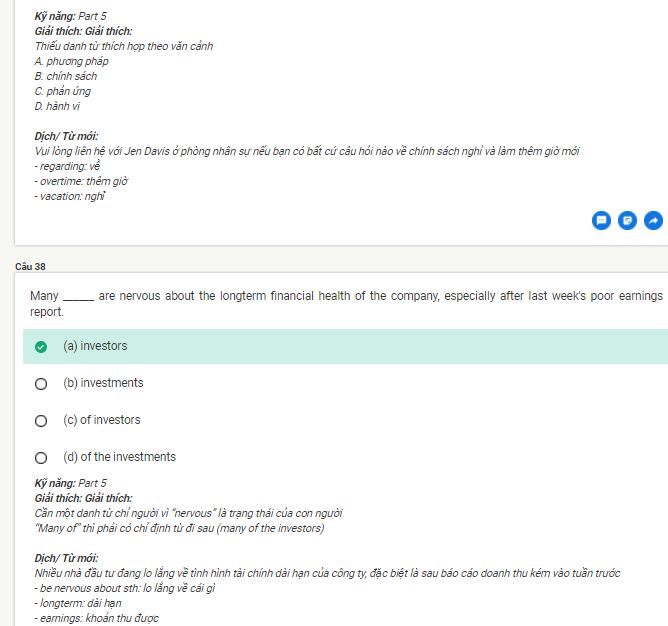 Kỹ năng: Part 5
Giải thích: Giải thích:
Thiếu danh từ thích hợp theo văn cảnh
A. phương pháp
B. chính sách
C. phản ứng
D. hành vi
Dịch/ Từ mới:
Vui lòng liên hệ với Jen Davis ở phòng nhân sự nếu bạn có bất cứ câu hỏi nào về chính sách nghỉ và làm thêm giờ mới
- regarding: về
- overtime: thêm giờ
- vacation: nghỉ
Câu 38
Many ______ are nervous about the longterm financial health of the company, especially after last week's poor earnings
report.
(a) investors
(b) investments
(c) of investors
(d) of the investments
Kỹ năng: Part 5
Giải thích: Giải thích:
Cần một danh từ chỉ người vì “nervous” là trạng thái của con người
“Many of” thì phải có chỉ định từ đi sau (many of the investors)
Dịch/ Từ mới:
Nhiều nhà đầu tư đang lo lắng về tình hình tài chính dài hạn của công ty, đặc biệt là sau báo cáo doanh thu kém vào tuần trước
- be nervous about sth: lo lắng về cái gì
- longterm: dài hạn
- earnings: khoản thu được